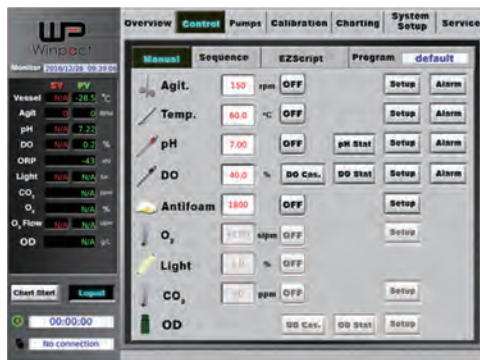 WP
Winpact
Overview Control Pumps Calibration Charting System Setup Service
Monitor 2016/12/28
Manual Sequence EZScript Program default
SV PV
Vessel N/A -28.5 °C
Agit 0 0 RPM
pH N/A 7.22
DO N/A 0.2 %
ORP -43 mV
Light N/A N/A
CO₂ N/A PPM
O₂ N/A %
O₂ Flow N/A N/A
OD N/A g/L
Chart Start Logout
00:00:00
No connection
Agit. 150 rpm OFF Setup Alarm
Temp. 60.0 °C OFF Setup Alarm
pH 7.00 OFF pH Stat Setup Alarm
DO 40.0 % DO Cas. DO Stat Setup Alarm
Antifoam 1800 OFF Setup
O₂ slpm OFF Setup
Light % OFF
CO₂ ppm OFF Setup
OD OD Cas. OD Stat Setup